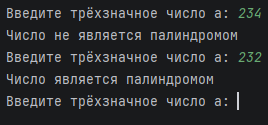 Введите трёхзначное число a: 234
Число не является палиндромом
Введите трёхзначное число a: 232
Число является палиндромом
Введите трёхзначное число a: